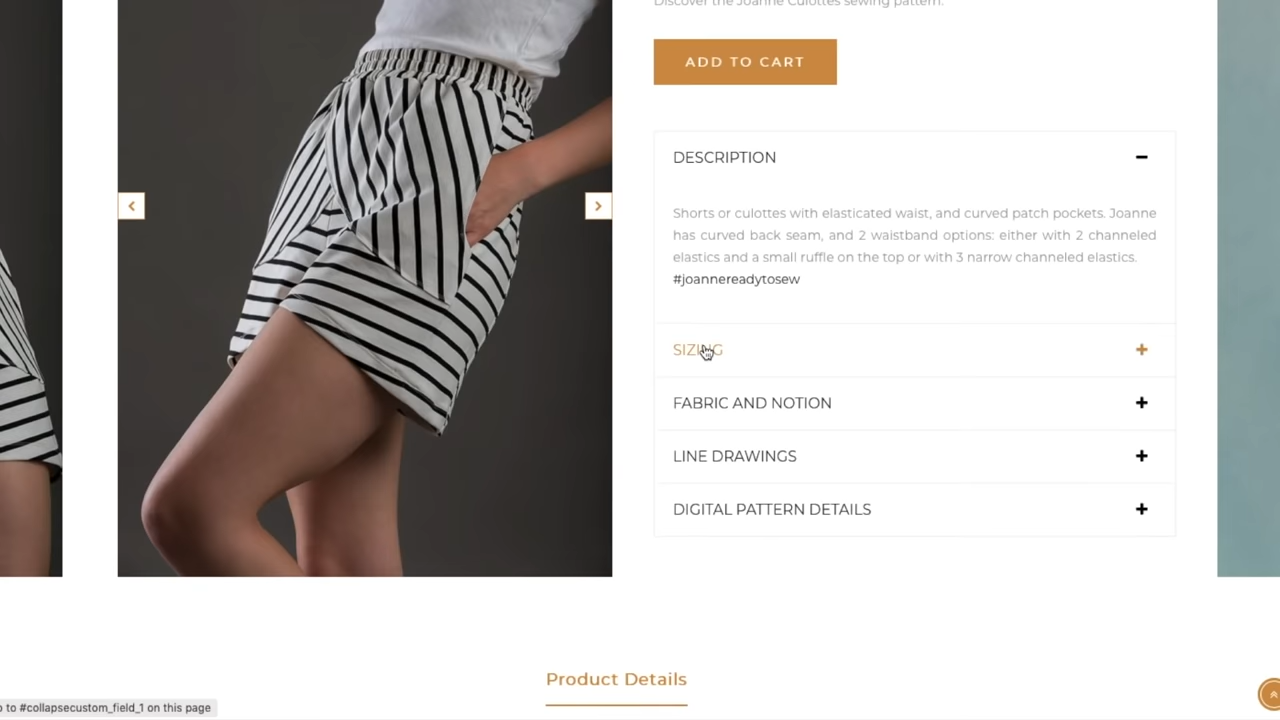 Discover the Joanne Culottes sewing pattern.
ADD TO CART
DESCRIPTION
Shorts or culottes with elasticated waist, and curved patch pockets. Joanne
has curved back seam, and 2 waistband options: either with 2 channeled
elastics and a small ruffle on the top or with 3 narrow channeled elastics.
#joannereadytosew
SIZING
FABRIC AND NOTION
LINE DRAWINGS
DIGITAL PATTERN DETAILS
Product Details
o to #collapsecustom_field_1 on this page